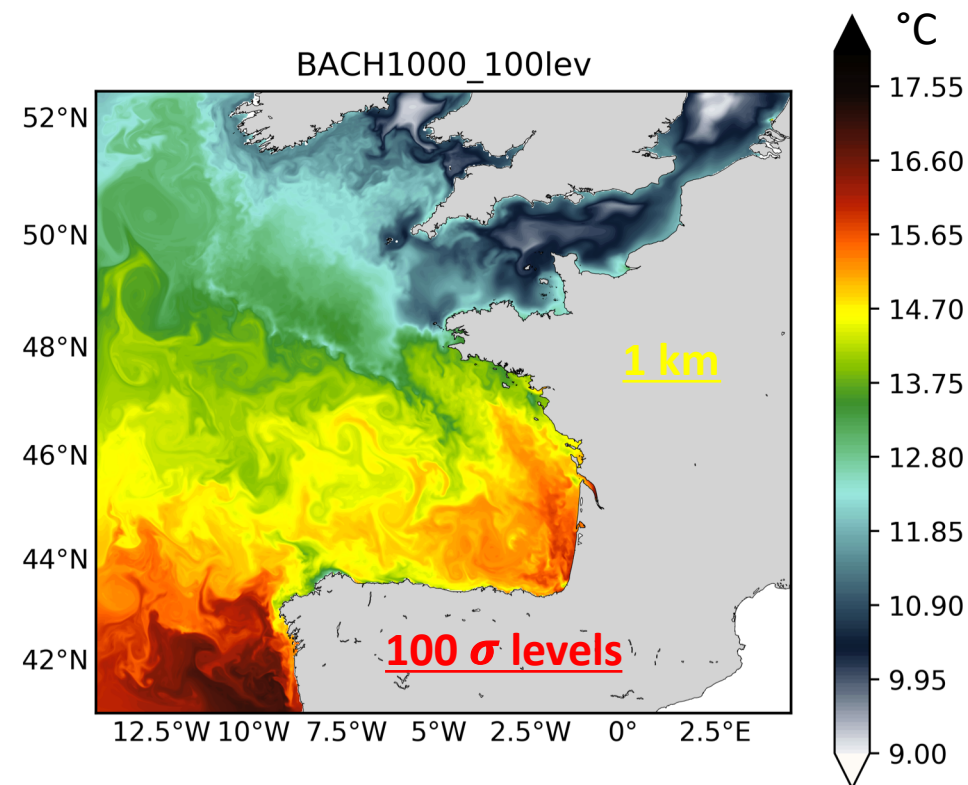 °C
BACH1000_100lev
52°N
50°N
48°N
46°N
44°N
42°N
1 km
100 σ levels
12.5°W 10°W 7.5°W 5°W 2.5°W 0° 2.5°E
17.55
16.60
15.65
14.70
13.75
12.80
11.85
10.90
9.95
9.00